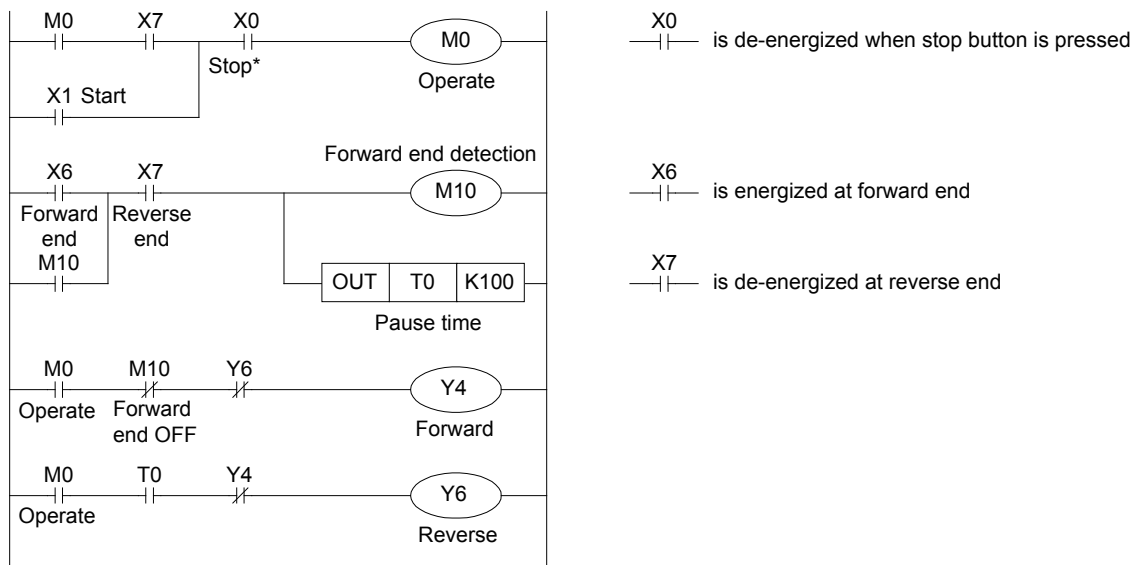 M0 X7 X0 M0
Stop*
Operate
X1 Start
X0 is de-energized when stop button is pressed
Forward end detection
X6 X7 M10
Forward
end
Reverse
end
M10
OUT T0 K100
Pause time
X6 is energized at forward end
X7 is de-energized at reverse end
M0 M10 Y6 Y4
Operate
Forward
end OFF
Forward
M0 T0 Y4 Y6
Operate
Reverse